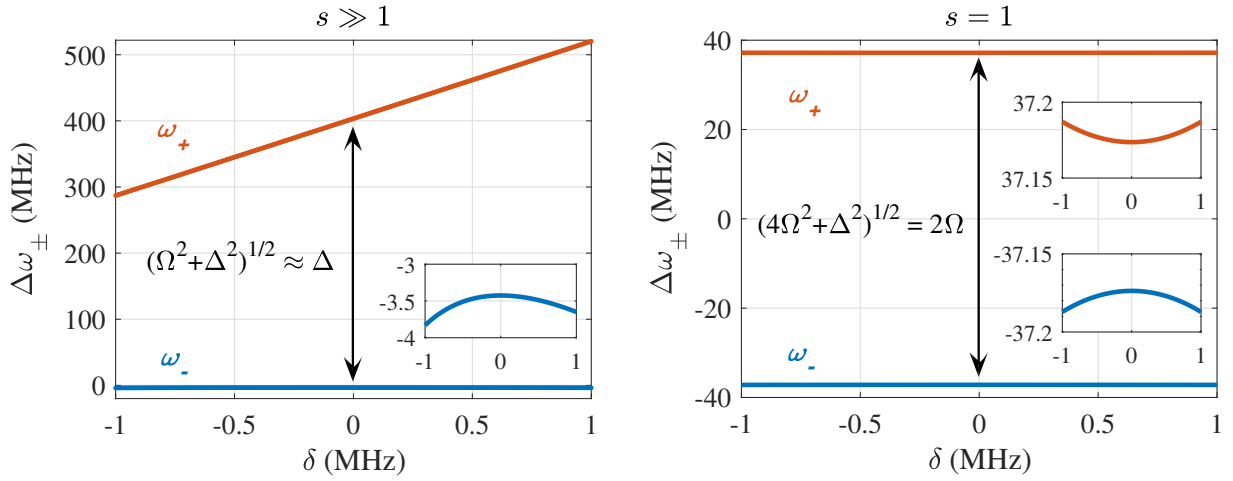 s ≫ 1
Δω± (MHz)
500
400
300
200
100
0
ω+
(Ω²+Δ²)^1/2 ≈ Δ
ω-
-3
-3.5
-4
-1 0 1
-1 -0.5 0 0.5 1
δ (MHz)
s = 1
Δω± (MHz)
40
20
0
-20
-40
ω+
37.2
37.15
-1 0 1
(4Ω²+Δ²)^1/2 = 2Ω
-37.15
-37.2
-1 0 1
ω-
-1 -0.5 0 0.5 1
δ (MHz)